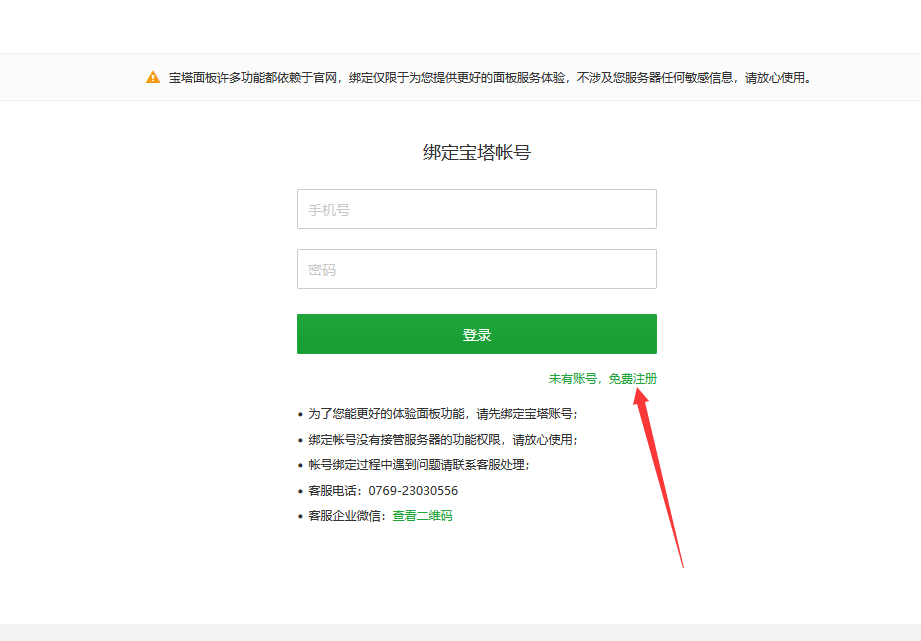 宝塔面板许多功能都依赖于官网，绑定仅限于为您提供更好的面板服务体验，不涉及您服务器任何敏感信息，请放心使用。
绑定宝塔帐号
手机号
密码
登录
未有账号，免费注册
• 为了您能更好的体验面板功能，请先绑定宝塔账号；
• 绑定帐号没有接管服务器的功能权限，请放心使用；
• 帐号绑定过程中遇到问题请联系客服处理；
• 客服电话：0769-23030556
• 客服企业微信：查看二维码